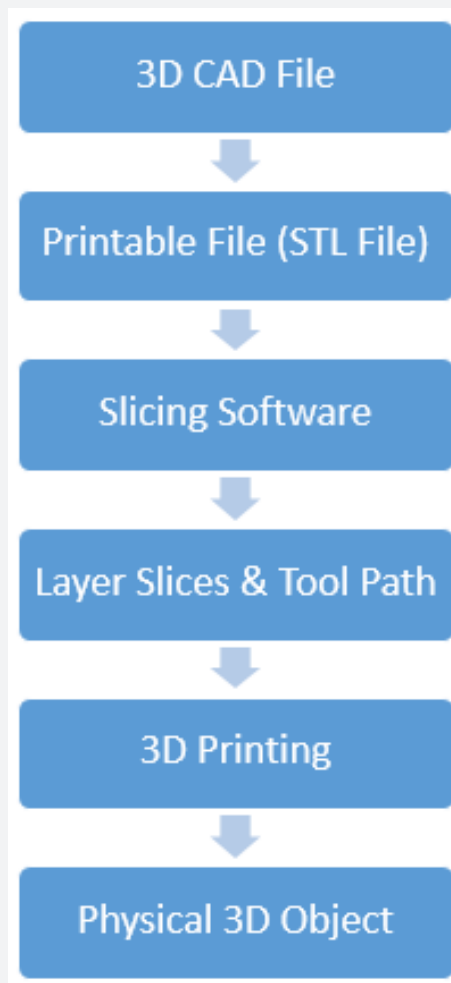 3D CAD File
Printable File (STL File)
Slicing Software
Layer Slices & Tool Path
3D Printing
Physical 3D Object